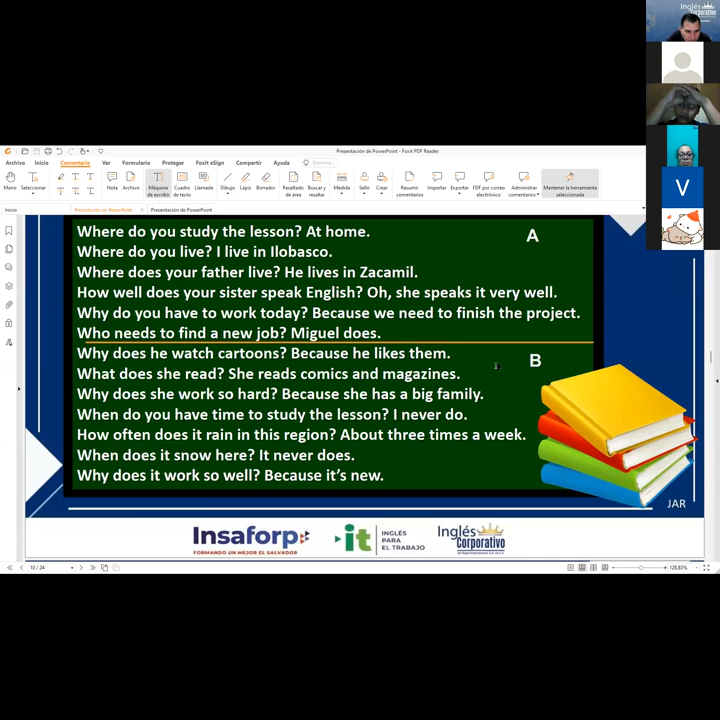 Inglés
Corporativo
Presentación de PowerPoint - Foxit PDF Reader
Archivo Inicio Comentario Ver Formulario Proteger Foxit eSign Compartir Ayuda Decirme...
Mano Seleccionar Nota Archivo Máquina de escribir Cuadro de texto Llamada Dibujo Lápiz Borrador Resaltado de área Buscar y resaltar Medida Sello Crear Resumir comentarios Importar Exportar PDF por correo electrónico Administrar comentarios Mantener la herramienta seleccionada
Inicio Presentación de PowerPoint Presentación de PowerPoint
V
Where do you study the lesson? At home.
A
Where do you live? I live in Ilobasco.
Where does your father live? He lives in Zacamil.
How well does your sister speak English? Oh, she speaks it very well.
Why do you have to work today? Because we need to finish the project.
Who needs to find a new job? Miguel does.
Why does he watch cartoons? Because he likes them.
B
What does she read? She reads comics and magazines.
Why does she work so hard? Because she has a big family.
When do you have time to study the lesson? I never do.
How often does it rain in this region? About three times a week.
When does it snow here? It never does.
Why does it work so well? Because it's new.
JAR
Insaforp
FORMANDO UN MEJOR EL SALVADOR
it
INGLÉS
PARA
EL TRABAJO
Inglés
Corporativo
10 / 24
128,83%